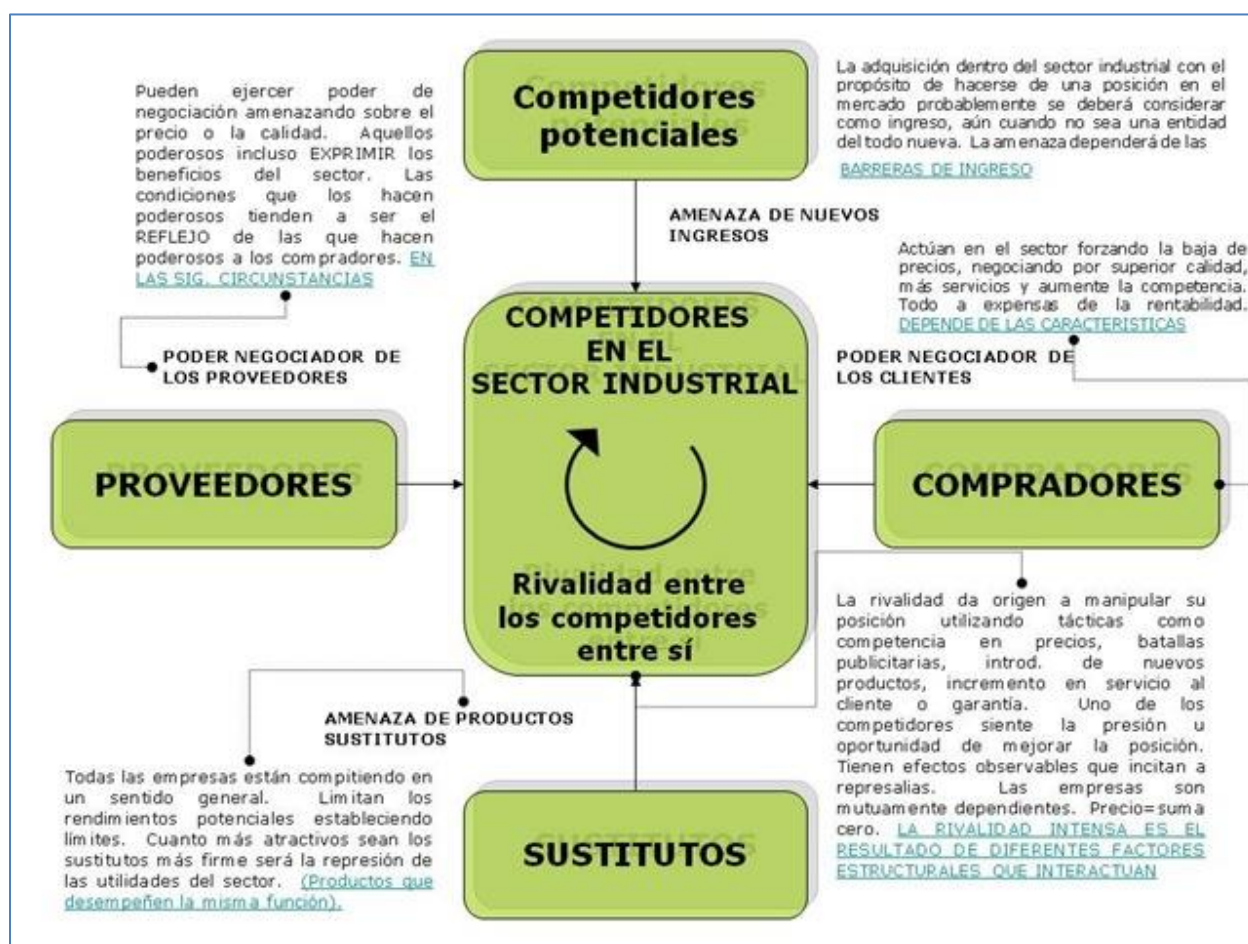 Competidores
potenciales
La adquisición dentro del sector industrial con el
propósito de hacerse de una posición en el
mercado probablemente se deberá considerar
como ingreso, aún cuando no sea una entidad
del todo nueva. La amenaza dependerá de las
BARRERAS DE INGRESO
Pueden ejercer poder de
negociación amenazando sobre el
precio o la calidad. Aquellos
poderosos incluso EXPRIMIR los
beneficios del sector. Las
condiciones que los hacen
poderosos tienden a ser el
REFLEJO de las que hacen
poderosos a los compradores. EN
LAS SIG. CIRCUNSTANCIAS
AMENAZA DE NUEVOS
INGRESOS
Actúan en el sector forzando la baja de
precios, negociando por superior calidad,
más servicios y aumente la competencia.
Todo a expensas de la rentabilidad.
DEPENDE DE LAS CARACTERISTICAS
PODER NEGOCIADOR DE
LOS PROVEEDORES
COMPETIDORES
EN EL
SECTOR INDUSTRIAL
PODER NEGOCIADOR DE
LOS CLIENTES
PROVEEDORES
COMPRADORES
Rivalidad entre
los competidores
entre sí
La rivalidad da origen a manipular su
posición utilizando tácticas como
competencia en precios, batallas
publicitarias, introd. de nuevos
productos, incremento en servicio al
cliente o garantía. Uno de los
competidores siente la presión u
oportunidad de mejorar la posición.
Tienen efectos observables que incitan a
represalias. Las empresas son
mutuamente dependientes. Precio=suma
cero. LA RIVALIDAD INTENSA ES EL
RESULTADO DE DIFERENTES FACTORES
ESTRUCTURALES QUE INTERACTUAN
AMENAZA DE PRODUCTOS
SUSTITUTOS
Todas las empresas están compitiendo en
un sentido general. Limitan los
rendimientos potenciales estableciendo
límites. Cuanto más atractivos sean los
sustitutos más firme será la represión de
las utilidades del sector. (Productos que
desempeñen la misma función).
SUSTITUTOS